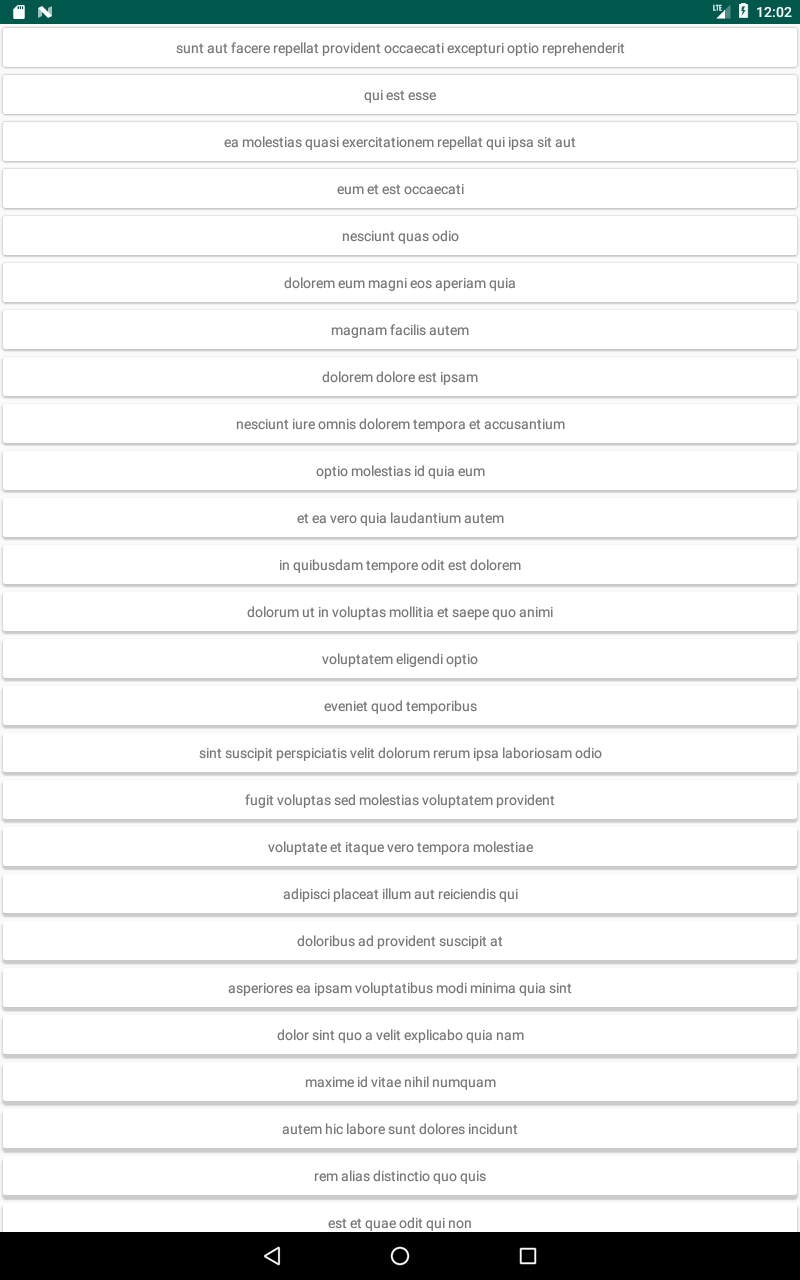 LTE 12:02
sunt aut facere repellat provident occaecati excepturi optio reprehenderit
qui est esse
ea molestias quasi exercitationem repellat qui ipsa sit aut
eum et est occaecati
nesciunt quas odio
dolorem eum magni eos aperiam quia
magnam facilis autem
dolorem dolore est ipsam
nesciunt iure omnis dolorem tempora et accusantium
optio molestias id quia eum
et ea vero quia laudantium autem
in quibusdam tempore odit est dolorem
dolorum ut in voluptas mollitia et saepe quo animi
voluptatem eligendi optio
eveniet quod temporibus
sint suscipit perspiciatis velit dolorum rerum ipsa laboriosam odio
fugit voluptas sed molestias voluptatem provident
voluptate et itaque vero tempora molestiae
adipisci placeat illum aut reiciendis qui
doloribus ad provident suscipit at
asperiores ea ipsam voluptatibus modi minima quia sint
dolor sint quo a velit explicabo quia nam
maxime id vitae nihil numquam
autem hic labore sunt dolores incidunt
rem alias distinctio quo quis
est et quae odit qui non